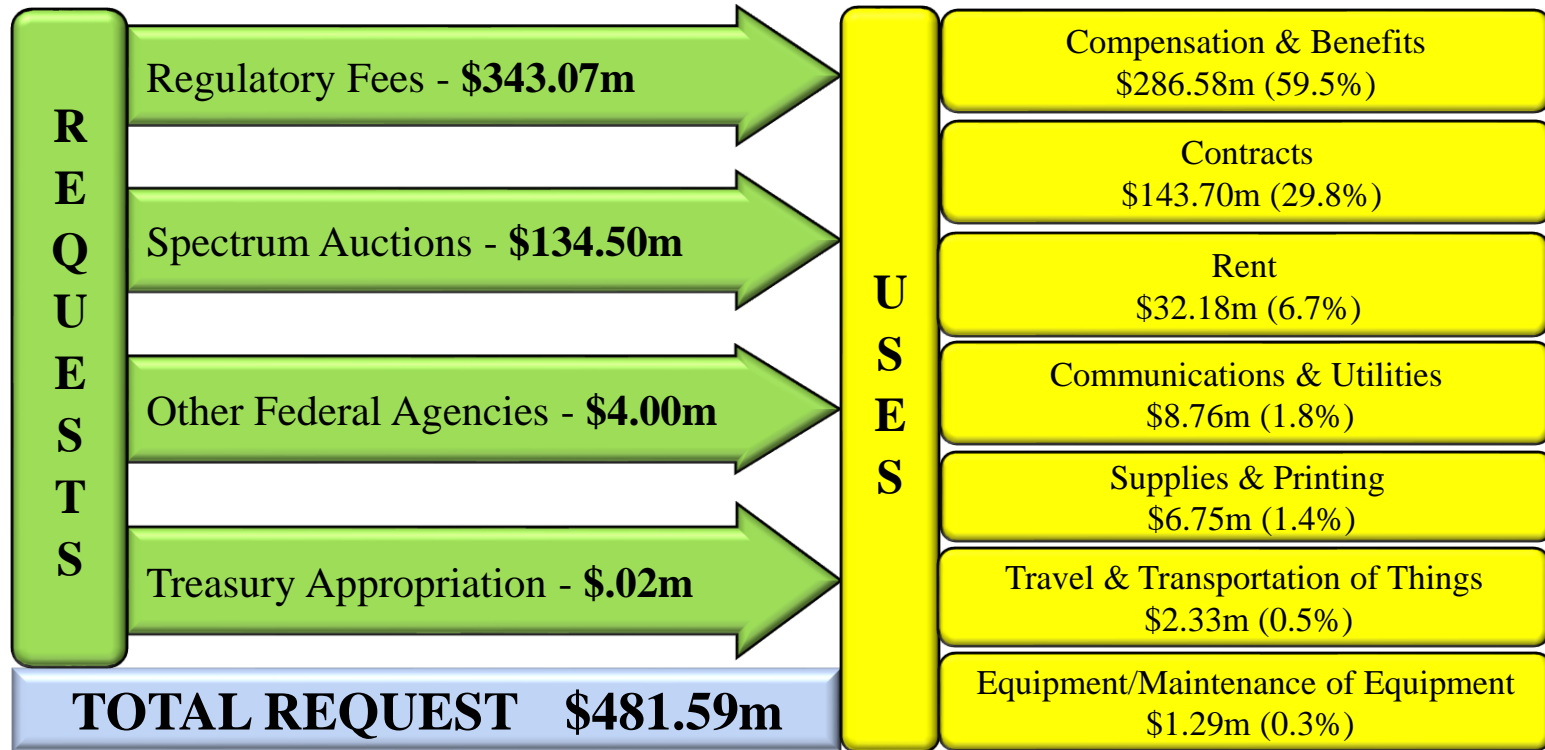 REQUESTS
Regulatory Fees - $343.07m
Spectrum Auctions - $134.50m
Other Federal Agencies - $4.00m
Treasury Appropriation - $.02m
TOTAL REQUEST $481.59m
USES
Compensation & Benefits
$286.58m (59.5%)
Contracts
$143.70m (29.8%)
Rent
$32.18m (6.7%)
Communications & Utilities
$8.76m (1.8%)
Supplies & Printing
$6.75m (1.4%)
Travel & Transportation of Things
$2.33m (0.5%)
Equipment/Maintenance of Equipment
$1.29m (0.3%)